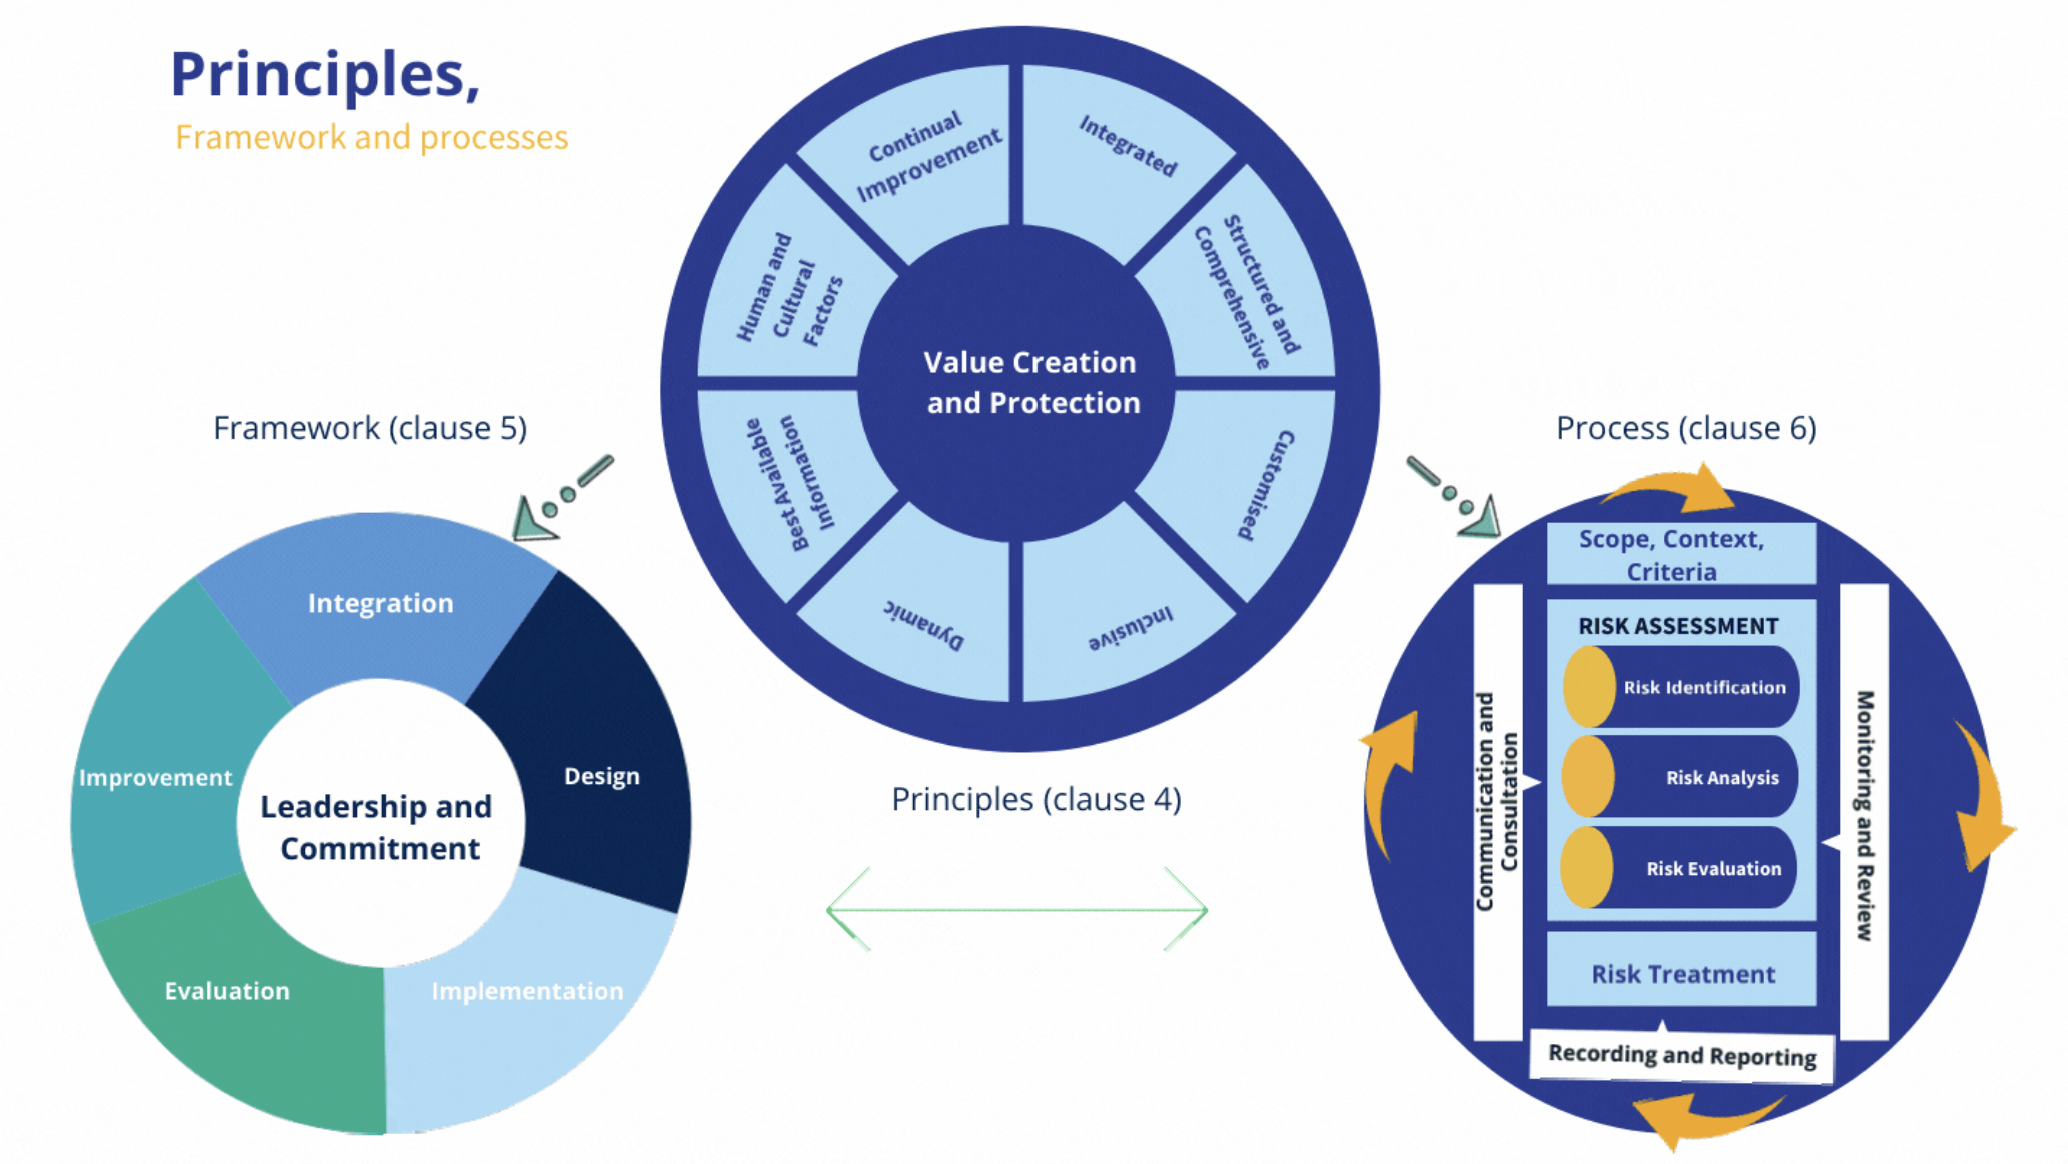 Principles,
Framework and processes
Continual
Improvement
Integrated
Structured and
Comprehensive
Customised
Inclusive
Dynamic
Best Available
Information
Human and
Cultural
Factors
Value Creation
and Protection
Principles (clause 4)
Framework (clause 5)
Integration
Design
Implementation
Evaluation
Improvement
Leadership and
Commitment
Process (clause 6)
Scope, Context,
Criteria
RISK ASSESSMENT
Risk Identification
Risk Analysis
Risk Evaluation
Risk Treatment
Communication and
Consultation
Monitoring and Review
Recording and Reporting